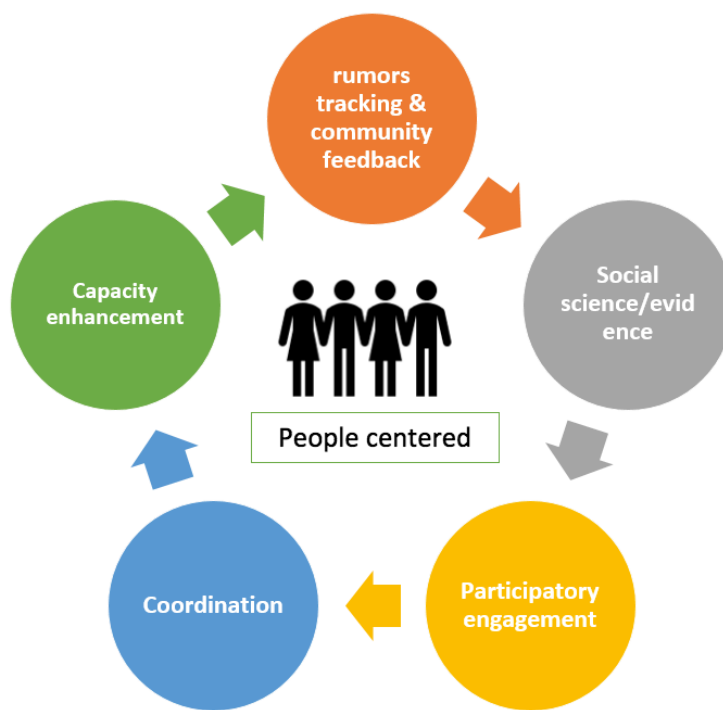 rumors
tracking &
community
feedback
Capacity
enhancement
Social
science/evid
ence
People centered
Coordination
Participatory
engagement